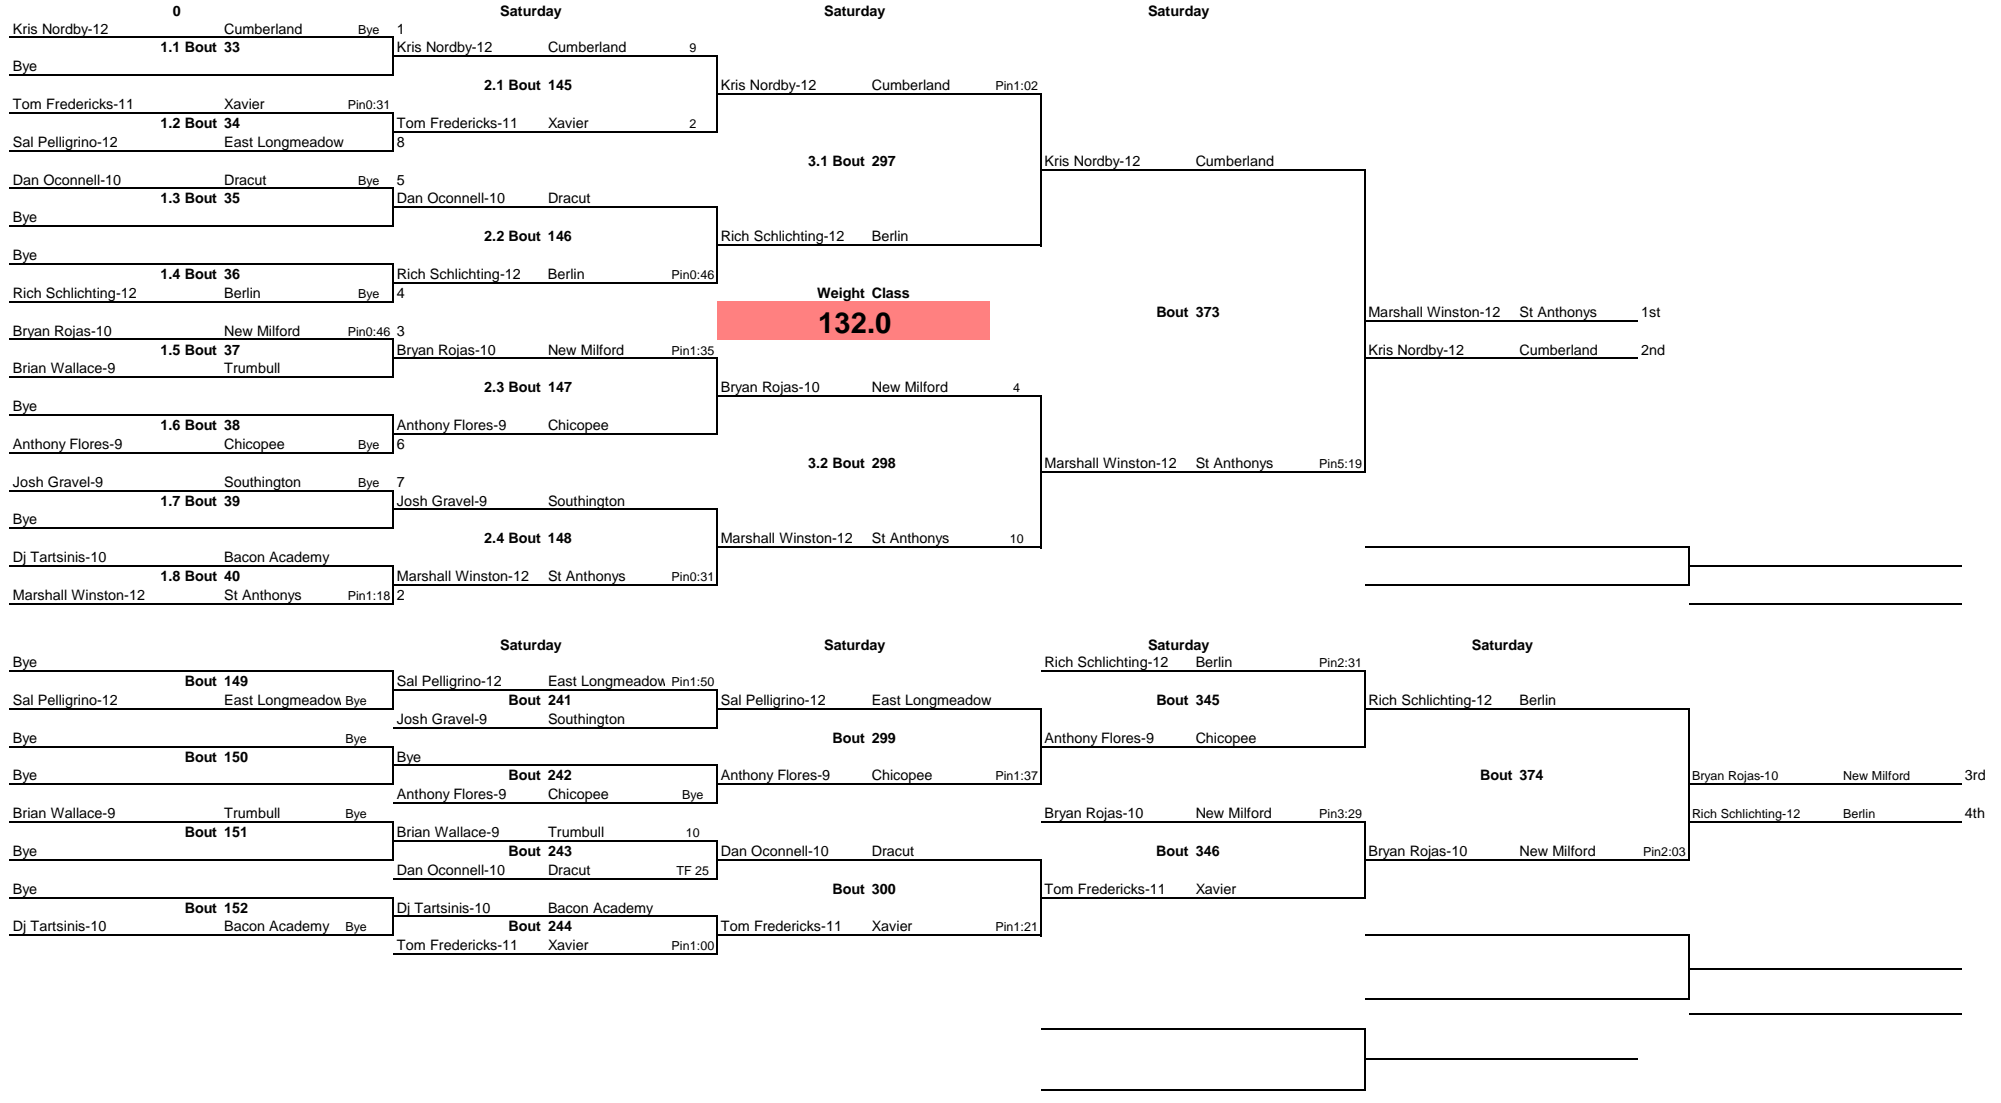 0 Saturday Saturday Saturday
Kris Nordby-12 Cumberland Bye 1
1.1 Bout 33 Kris Nordby-12 Cumberland 9
Bye
2.1 Bout 145 Kris Nordby-12 Cumberland Pin1:02
Tom Fredericks-11 Xavier Pin0:31
1.2 Bout 34 Tom Fredericks-11 Xavier 2
Sal Pelligrino-12 East Longmeadow 8
3.1 Bout 297 Kris Nordby-12 Cumberland
Dan Oconnell-10 Dracut Bye 5
1.3 Bout 35 Dan Oconnell-10 Dracut
Bye
2.2 Bout 146 Rich Schlichting-12 Berlin
Bye
1.4 Bout 36 Rich Schlichting-12 Berlin Pin0:46
Rich Schlichting-12 Berlin Bye 4 Weight Class
Bout 373 Marshall Winston-12 St Anthonys 1st
132.0
Bryan Rojas-10 New Milford Pin0:46 3
1.5 Bout 37 Bryan Rojas-10 New Milford Pin1:35 Kris Nordby-12 Cumberland 2nd
Brian Wallace-9 Trumbull
2.3 Bout 147 Bryan Rojas-10 New Milford 4
Bye
1.6 Bout 38 Anthony Flores-9 Chicopee
Anthony Flores-9 Chicopee Bye 6
3.2 Bout 298 Marshall Winston-12 St Anthonys Pin5:19
Josh Gravel-9 Southington Bye 7
1.7 Bout 39 Josh Gravel-9 Southington
Bye
2.4 Bout 148 Marshall Winston-12 St Anthonys 10
Dj Tartsinis-10 Bacon Academy
1.8 Bout 40 Marshall Winston-12 St Anthonys Pin0:31
Marshall Winston-12 St Anthonys Pin1:18 2
Saturday Saturday Saturday Saturday
Bye Rich Schlichting-12 Berlin Pin2:31
Bout 149 Sal Pelligrino-12 East Longmeadow Pin1:50
Sal Pelligrino-12 East Longmeadow Bye Bout 241 Sal Pelligrino-12 East Longmeadow Bout 345 Rich Schlichting-12 Berlin
Josh Gravel-9 Southington
Bye Bye Bout 299 Anthony Flores-9 Chicopee
Bout 150 Bye
Bye Bout 242 Anthony Flores-9 Chicopee Pin1:37 Bout 374 Bryan Rojas-10 New Milford 3rd
Anthony Flores-9 Chicopee Bye
Brian Wallace-9 Trumbull Bye Bryan Rojas-10 New Milford Pin3:29 Rich Schlichting-12 Berlin 4th
Bout 151 Brian Wallace-9 Trumbull 10
Bye Bout 243 Dan Oconnell-10 Dracut Bout 346 Bryan Rojas-10 New Milford Pin2:03
Dan Oconnell-10 Dracut TF 25
Bye Bout 300 Tom Fredericks-11 Xavier
Bout 152 Dj Tartsinis-10 Bacon Academy
Dj Tartsinis-10 Bacon Academy Bye Bout 244 Tom Fredericks-11 Xavier Pin1:21
Tom Fredericks-11 Xavier Pin1:00